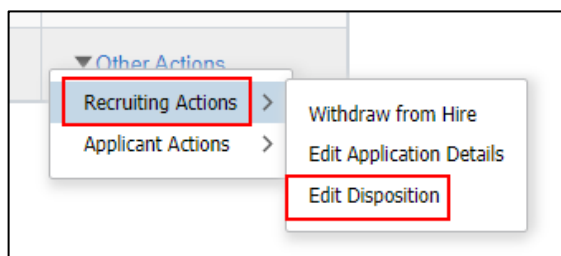 Other Actions
Recruiting Actions
Applicant Actions
Withdraw from Hire
Edit Application Details
Edit Disposition